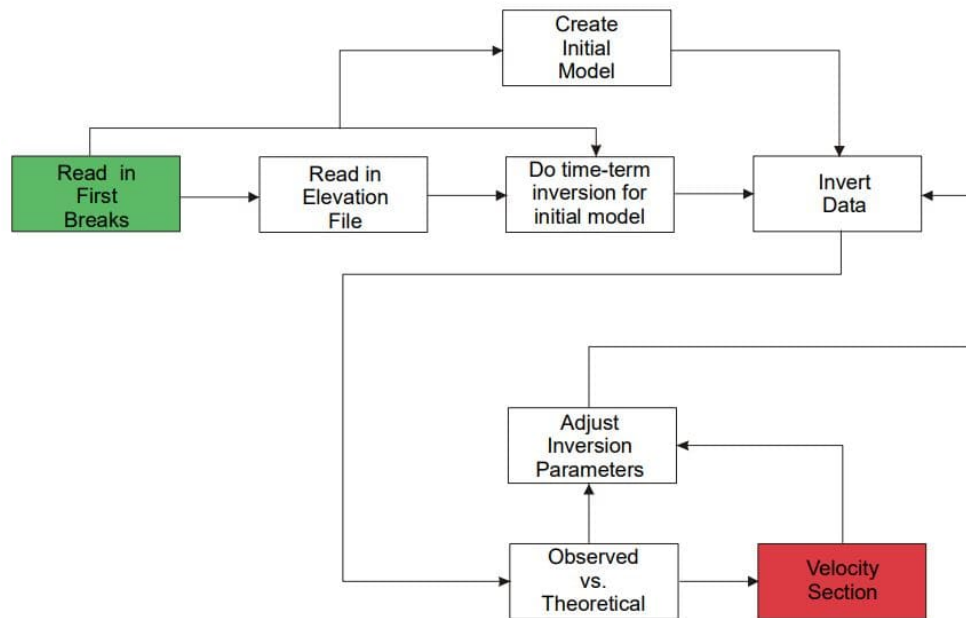 Create
Initial
Model
Read in
First
Breaks
Read in
Elevation
File
Do time-term
inversion for
initial model
Invert
Data
Adjust
Inversion
Parameters
Observed
vs.
Theoretical
Velocity
Section